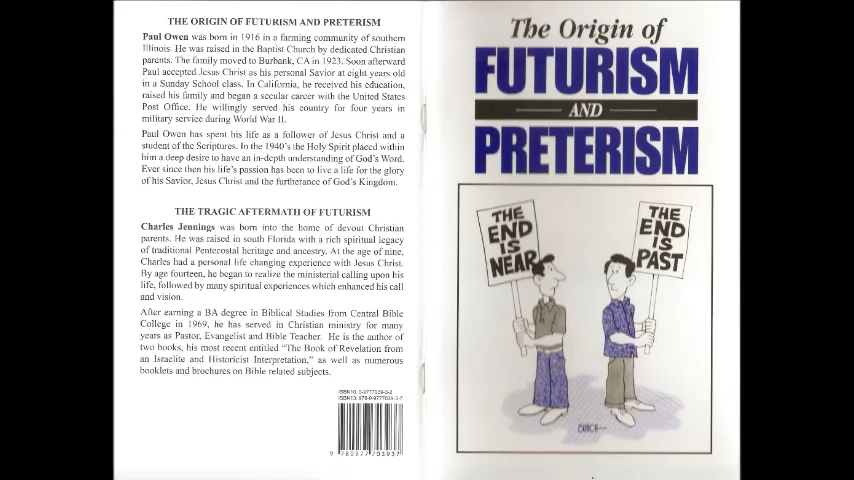 THE ORIGIN OF FUTURISM AND PRETERISM
Paul Owen was born in 1916 in a farming community of southern
Illinois. He was raised in the Baptist Church by dedicated Christian
parents. The family moved to Burbank, CA in 1923. Soon afterward
Paul accepted Jesus Christ as his personal Savior at eight years old
in a Sunday School class. In California, he received his education,
raised his family and began a secular career with the United States
Post Office. He willingly served his country for four years in
military service during World War II.
Paul Owen has spent his life as a follower of Jesus Christ and a
student of the Scriptures. In the 1940's the Holy Spirit placed within
him a deep desire to have an in-depth understanding of God's Word.
Ever since then his life's passion has been to live a life for the glory
of his Savior, Jesus Christ and the furtherance of God's Kingdom.
THE TRAGIC AFTERMATH OF FUTURISM
Charles Jennings was born into the home of devout Christian
parents. He was raised in south Florida with a rich spiritual legacy
of traditional Pentecostal heritage and ancestry. At the age of nine,
Charles had a personal life changing experience with Jesus Christ.
By age fourteen, he began to realize the ministerial calling upon his
life, followed by many spiritual experiences which enhanced his call
and vision.
After earning a BA degree in Biblical Studies from Central Bible
College in 1969, he has served in Christian ministry for many
years as Pastor, Evangelist and Bible Teacher. He is the author of
two books, his most recent entitled "The Book of Revelation from
an Israelite and Historicist Interpretation," as well as numerous
booklets and brochures on Bible related subjects.
ISBN10: 0-9777039-3-2
ISBN13: 978-0-9777039-3-7
9 780977 703937
The Origin of
FUTURISM
AND
PRETERISM
THE
END
IS
NEAR
THE
END
IS
PAST